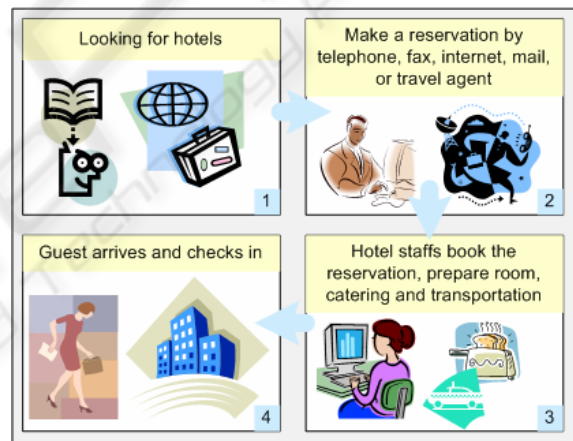 Looking for hotels
1
Make a reservation by
telephone, fax, internet, mail,
or travel agent
2
Hotel staffs book the
reservation, prepare room,
catering and transportation
3
Guest arrives and checks in
4